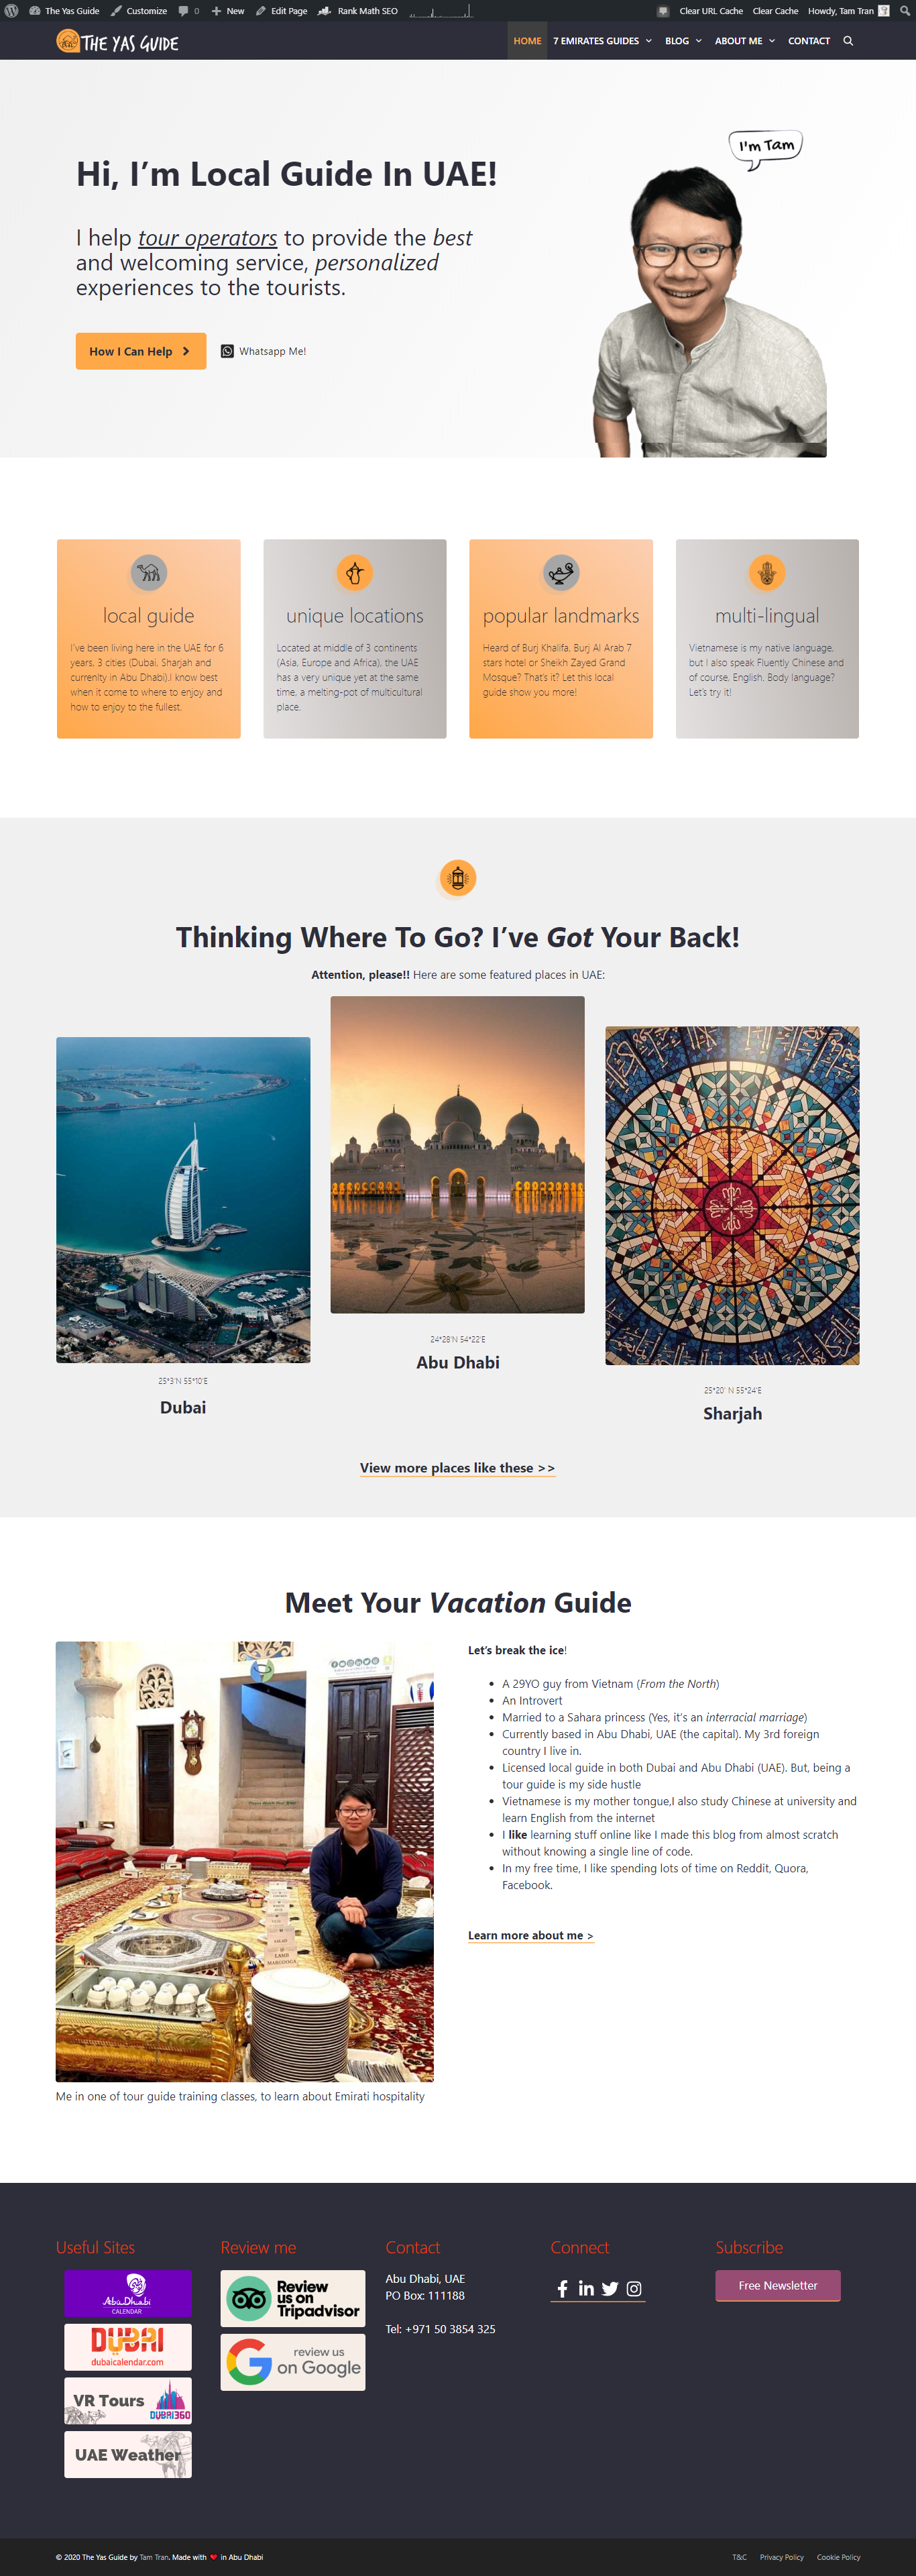 The Yas Guide Customize 0 New Edit Page Rank Math SEO Clear URL Cache Clear Cache Howdy, Tam Tran
THE YAS GUIDE HOME 7 EMIRATES GUIDES BLOG ABOUT ME CONTACT
I'm Tam
Hi, I’m Local Guide In UAE!
I help tour operators to provide the best
and welcoming service, personalized
experiences to the tourists.
How I Can Help
Whatsapp Me!
local guide
I've been living here in the UAE for 6
years, 3 cities (Dubai, Sharjah and
currenlty in Abu Dhabi).I know best
when it come to where to enjoy and
how to enjoy to the fullest.
unique locations
Located at middle of 3 continents
(Asia, Europe and Africa), the UAE
has a very unique yet at the same
time, a melting-pot of multicultural
place.
popular landmarks
Heard of Burj Khalifa, Burj Al Arab 7
stars hotel or Sheikh Zayed Grand
Mosque? That's it? Let this local
guide show you more!
multi-lingual
Vietnamese is my native language,
but I also speak Fluently Chinese and
of course, English. Body language?
Let's try it!
Thinking Where To Go? I’ve Got Your Back!
Attention, please!! Here are some featured places in UAE:
25°3'N 55°10'E
Dubai
24°28'N 54°22'E
Abu Dhabi
25°20' N 55°24'E
Sharjah
View more places like these >>
Meet Your Vacation Guide
Let’s break the ice!
A 29YO guy from Vietnam (From the North)
An Introvert
Married to a Sahara princess (Yes, it's an interracial marriage)
Currently based in Abu Dhabi, UAE (the capital). My 3rd foreign
country I live in.
Licensed local guide in both Dubai and Abu Dhabi (UAE). But, being a
tour guide is my side hustle
Vietnamese is my mother tongue,I also study Chinese at university and
learn English from the internet
I like learning stuff online like I made this blog from almost scratch
without knowing a single line of code.
In my free time, I like spending lots of time on Reddit, Quora,
Facebook.
Learn more about me >
SALAD
LAMB
MARGOOGA
Me in one of tour guide training classes, to learn about Emirati hospitality
Useful Sites
Abu Dhabi
CALENDAR
DUBAI
dubaicalendar.com
VR Tours
DUBAI360
UAE Weather
Review me
Review
us on
Tripadvisor
review us
on Google
Contact
Abu Dhabi, UAE
PO Box: 111188
Tel: +971 50 3854 325
Connect
Subscribe
Free Newsletter
© 2020 The Yas Guide by Tam Tran. Made with ❤ in Abu Dhabi
T&C Privacy Policy Cookie Policy